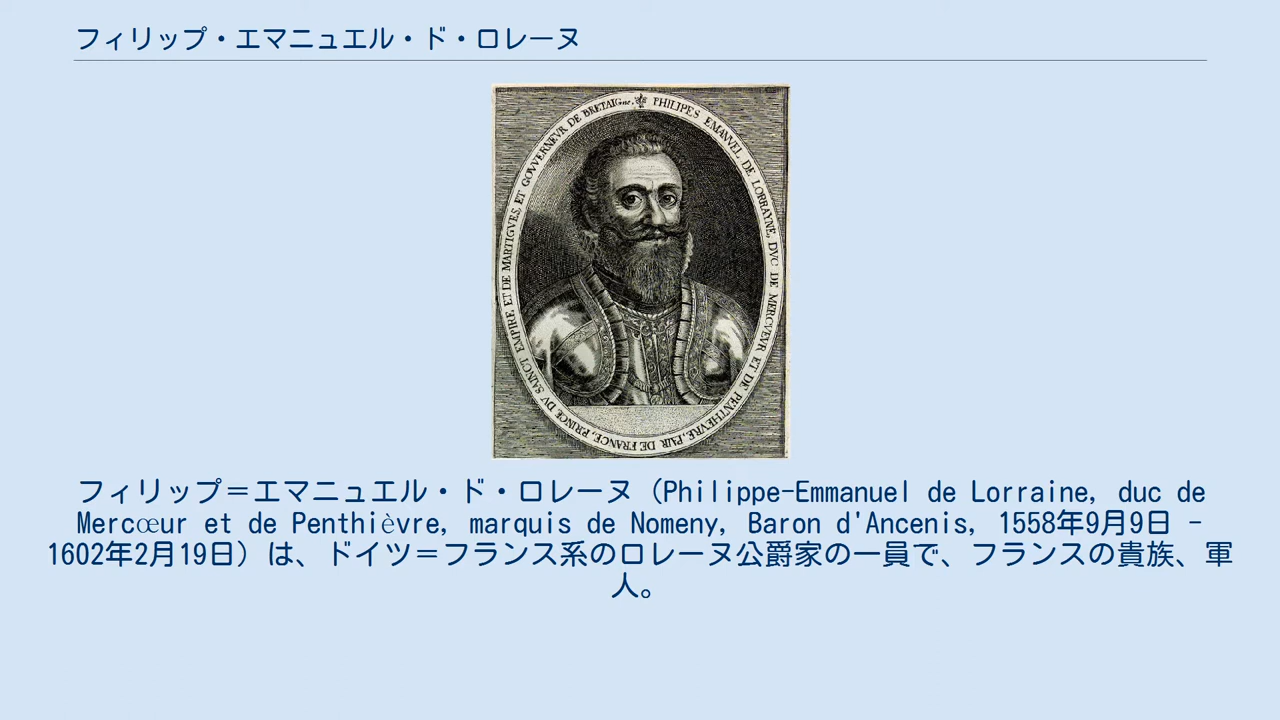 フィリップ・エマニュエル・ド・ロレーヌ
PHILIPES EMANVEL DE LORRAYNE, DVC DE MERCVEVR ET DE PENTHEVRE, PAIR DE FRANCE, PRINCE DV SAINCT EMPIRE, ET DE MARTIGVES, ET GOVVERNEVR DE BRETAIGne.
フィリップ＝エマニュエル・ド・ロレーヌ（Philippe-Emmanuel de Lorraine, duc de
Mercœur et de Penthièvre, marquis de Nomeny, Baron d'Ancenis, 1558年9月9日 -
1602年2月19日）は、ドイツ＝フランス系のロレーヌ公爵家の一員で、フランスの貴族、軍
人。